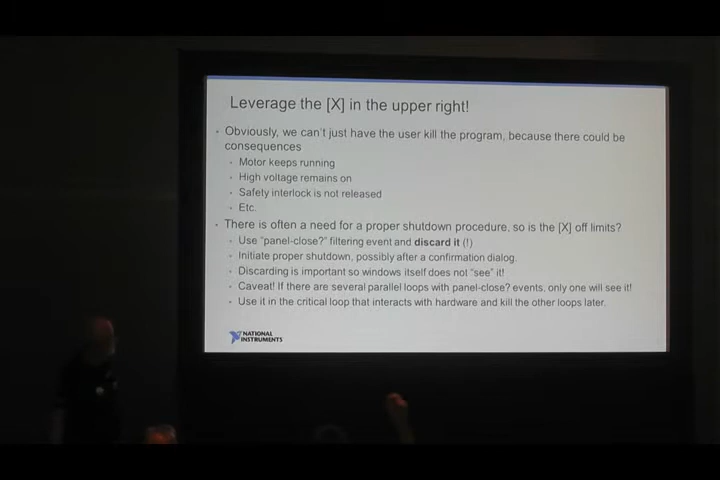 Leverage the [X] in the upper right!
Obviously, we can't just have the user kill the program, because there could be
consequences
Motor keeps running
High voltage remains on
Safety interlock is not released
Etc.
There is often a need for a proper shutdown procedure, so is the [X] off limits?
Use "panel-close?" filtering event and discard it (!)
Initiate proper shutdown, possibly after a confirmation dialog.
Discarding is important so windows itself does not "see" it!
Caveat! If there are several parallel loops with panel-close? events, only one will see it!
Use it in the critical loop that interacts with hardware and kill the other loops later.
NATIONAL
INSTRUMENTS